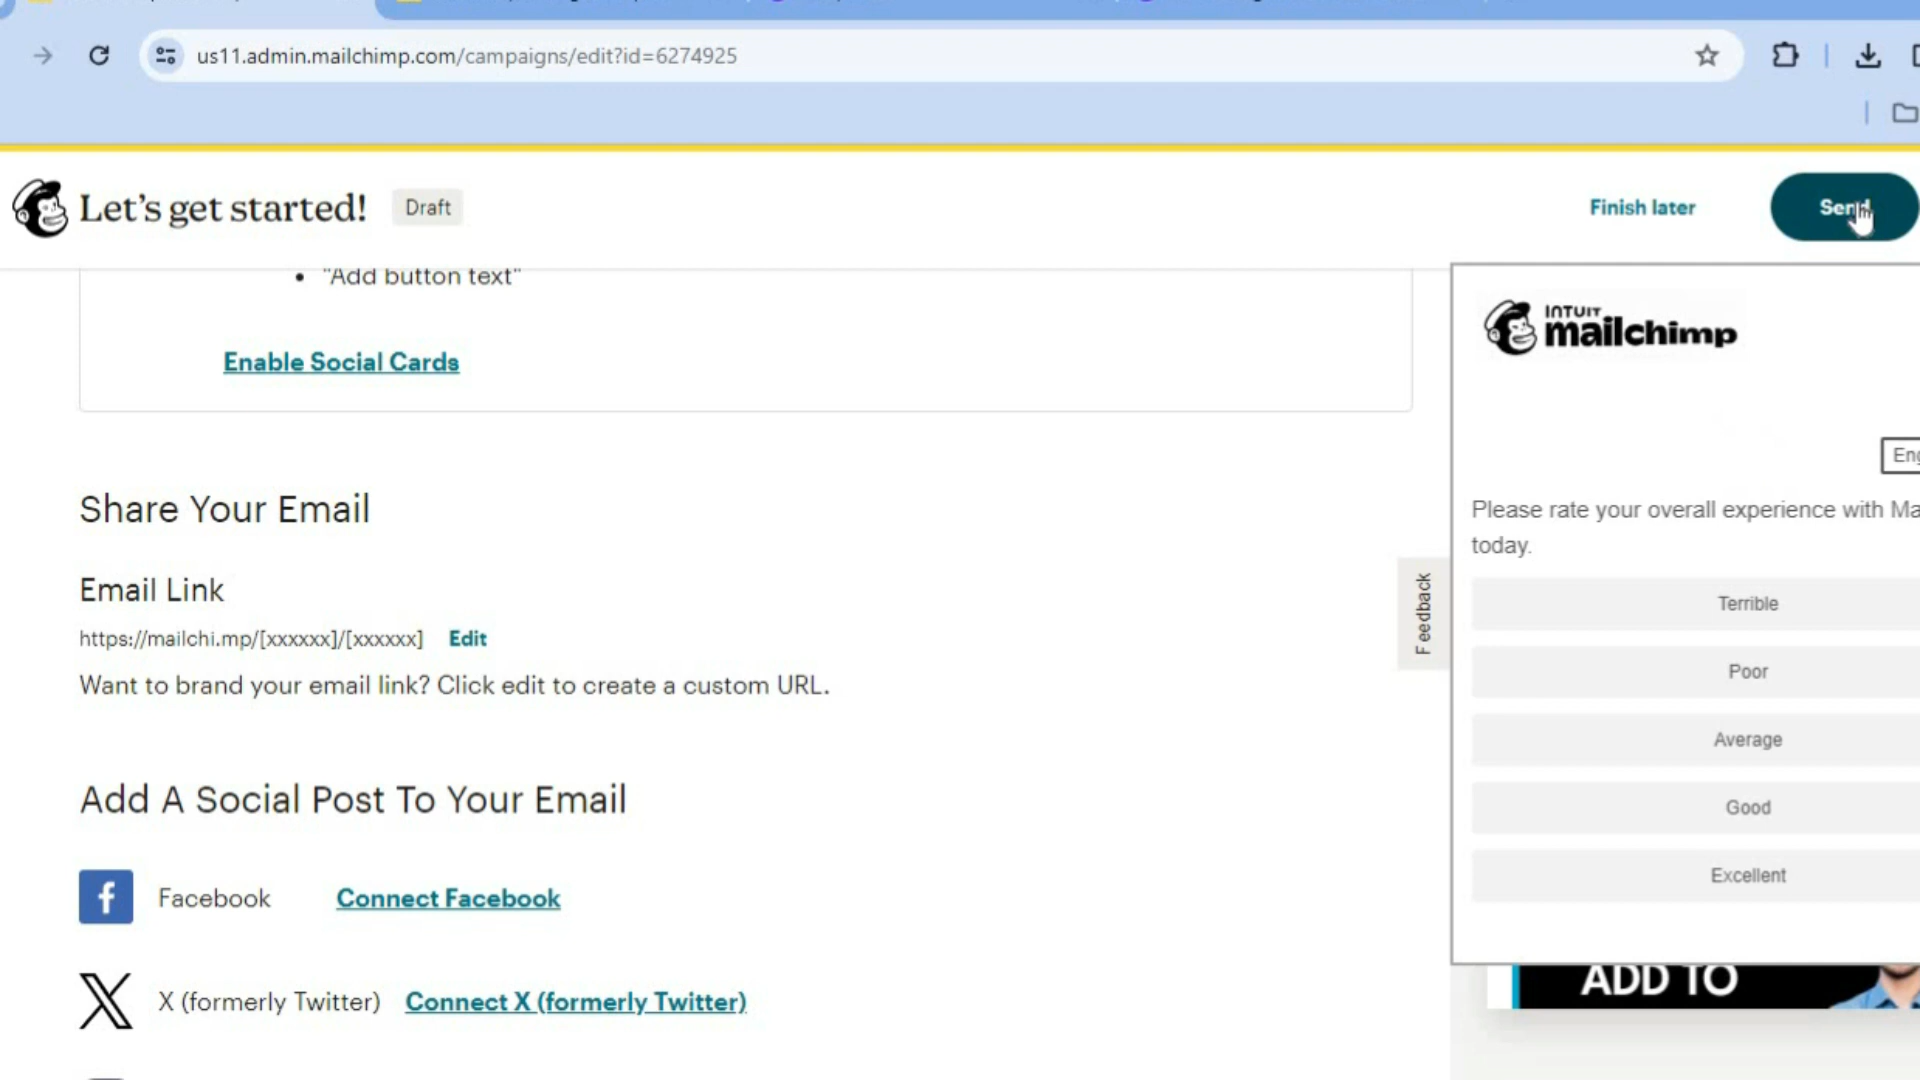 us11.admin.mailchimp.com/campaigns/edit?id=6274925
Let's get started!
Draft
Finish later
Send
• "Add button text"
Enable Social Cards
INTUIT
mailchimp
Please rate your overall experience with
today.
Terrible
Poor
Average
Good
Excellent
Feedback
Share Your Email
Email Link
https://mailchi.mp/[xxxxxx]/[xxxxxx] Edit
Want to brand your email link? Click edit to create a custom URL.
Add A Social Post To Your Email
Facebook Connect Facebook
X (formerly Twitter) Connect X (formerly Twitter)
ADD TO